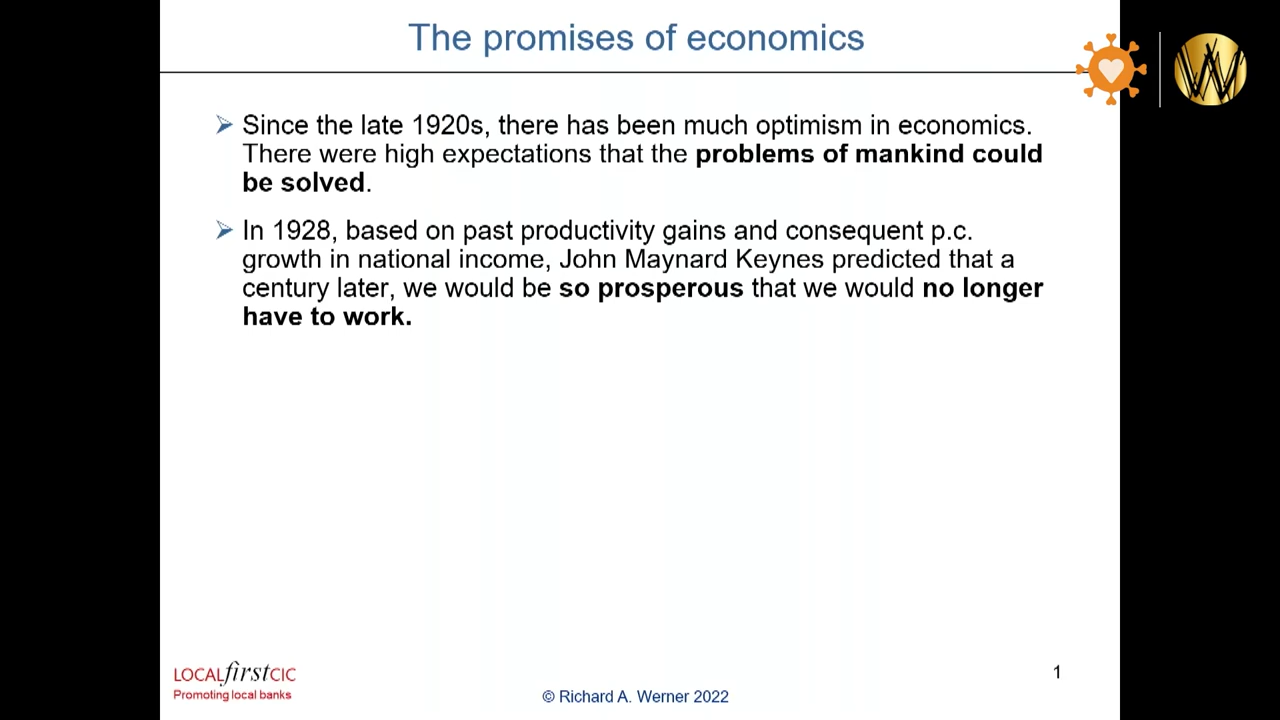 The promises of economics
Since the late 1920s, there has been much optimism in economics.
There were high expectations that the problems of mankind could
be solved.
In 1928, based on past productivity gains and consequent p.c.
growth in national income, John Maynard Keynes predicted that a
century later, we would be so prosperous that we would no longer
have to work.
LOCALfirstCIC
Promoting local banks
© Richard A. Werner 2022
1